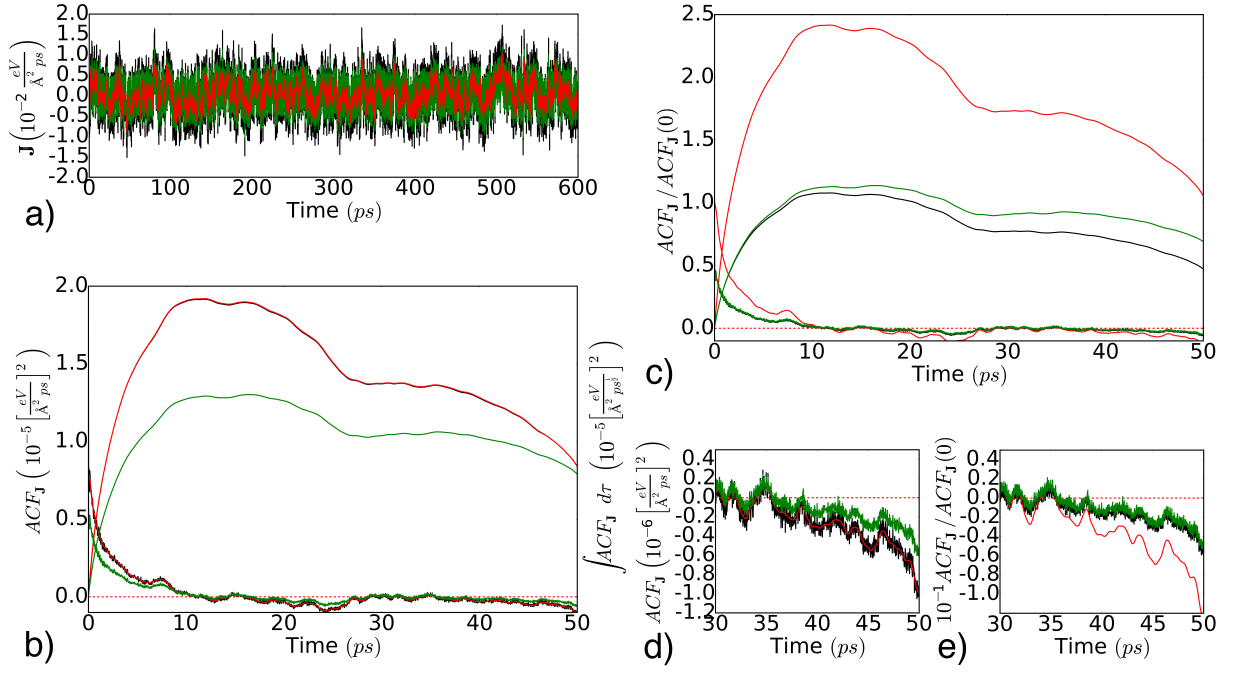 2.0
1.5
1.0
0.5
0.0
-0.5
-1.0
-1.5
-2.0
J (10⁻² eV/Å² ps)
0 100 200 300 400 500 600
Time (ps)
a)
2.0
1.5
1.0
0.5
0.0
ACF_J (10⁻⁵ [eV/Å² ps]²)
∫ACF_J dτ (10⁻⁵ [eV/Å² ps^½]²)
0 10 20 30 40 50
Time (ps)
b)
2.5
2.0
1.5
1.0
0.5
0.0
ACF_J/ACF_J(0)
0 10 20 30 40 50
Time (ps)
c)
0.4
0.2
0.0
-0.2
-0.4
-0.6
-0.8
-1.0
-1.2
ACF_J (10⁻⁶ [eV/Å² ps]²)
30 35 40 45 50
Time (ps)
d)
0.4
0.2
0.0
-0.2
-0.4
-0.6
-0.8
-1.0
10⁻¹ACF_J/ACF_J(0)
30 35 40 45 50
Time (ps)
e)